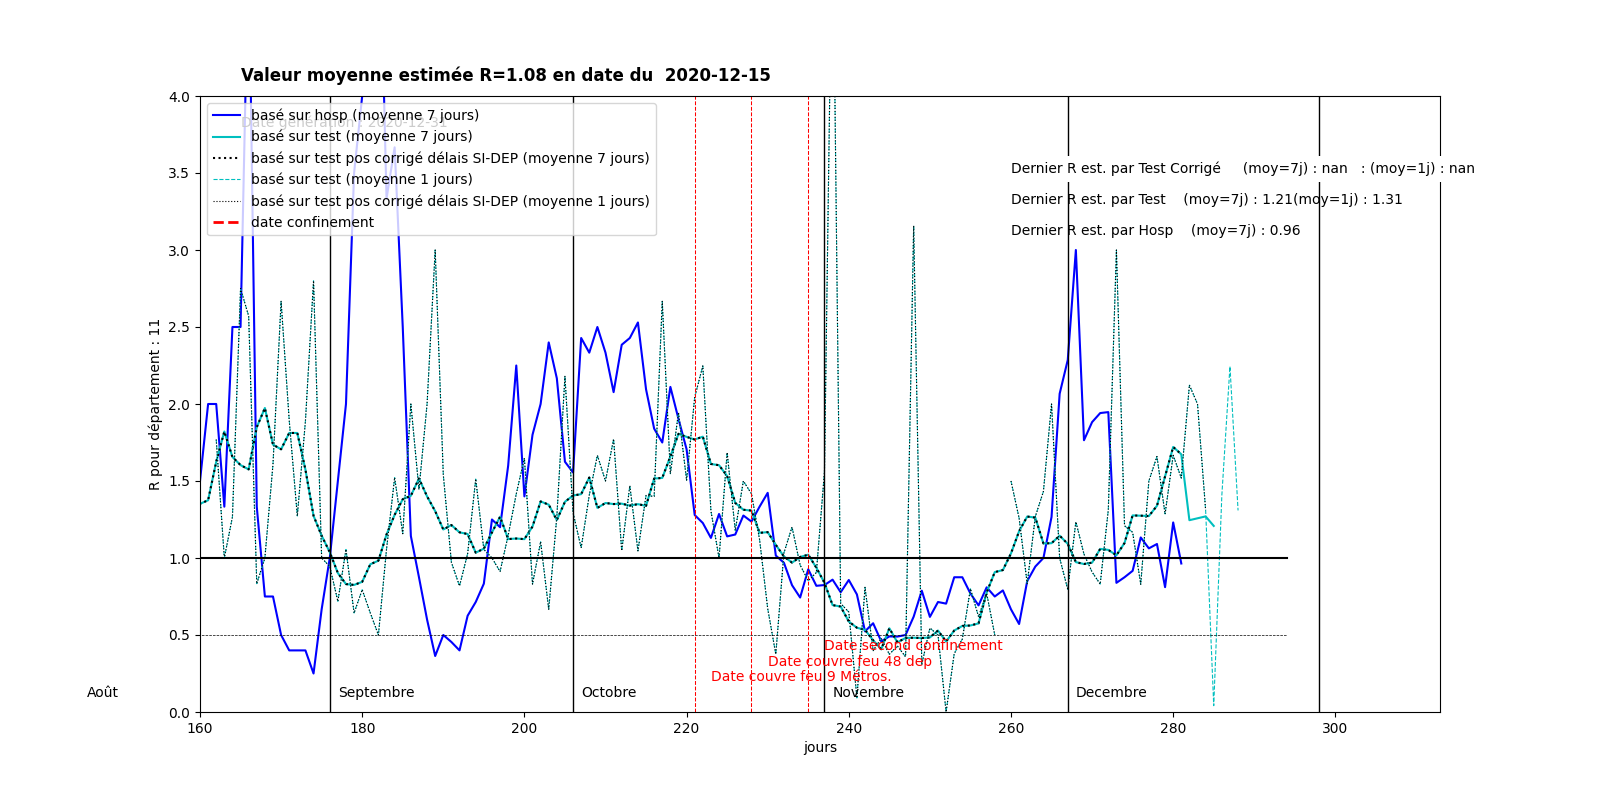 Valeur moyenne estimée R=1.08 en date du  2020-12-15
Date génération : 2020-12-31
basé sur hosp (moyenne 7 jours)
basé sur test (moyenne 7 jours)
basé sur test pos corrigé délais SI-DEP (moyenne 7 jours)
basé sur test (moyenne 1 jours)
basé sur test pos corrigé délais SI-DEP (moyenne 1 jours)
date confinement
Dernier R est. par Test Corrigé     (moy=7j) : nan   : (moy=1j) : nan
Dernier R est. par Test    (moy=7j) : 1.21(moy=1j) : 1.31
Dernier R est. par Hosp    (moy=7j) : 0.96
4.0
3.5
3.0
2.5
2.0
1.5
1.0
0.5
0.0
R pour département : 11
Date second confinement
Date couvre feu 48 dep
Date couvre feu 9 Métros.
Août
Septembre
Octobre
Novembre
Decembre
160
180
200
220
240
260
280
300
jours